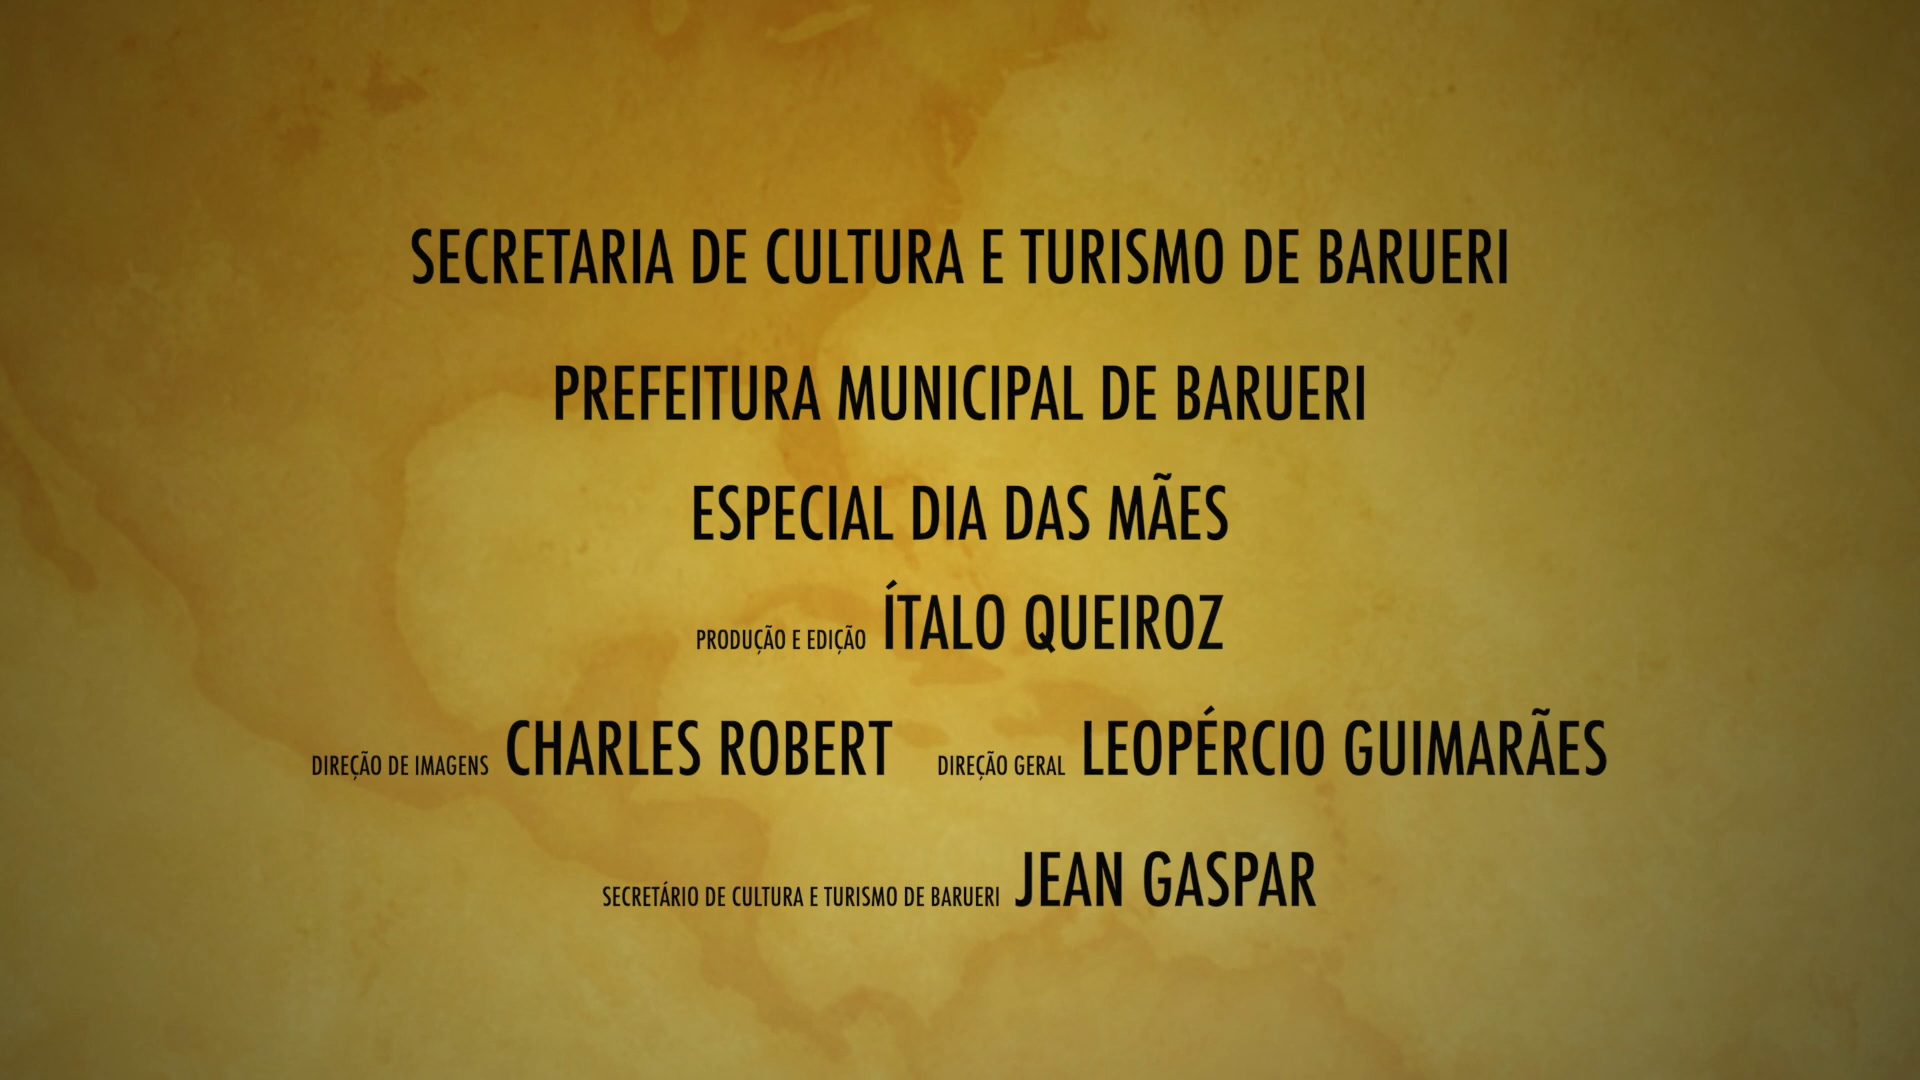 SECRETARIA DE CULTURA E TURISMO DE BARUERI
PREFEITURA MUNICIPAL DE BARUERI
ESPECIAL DIA DAS MÃES
PRODUÇÃO E EDIÇÃO ÍTALO QUEIROZ
DIREÇÃO DE IMAGENS CHARLES ROBERT DIREÇÃO GERAL LEOPÉRCIO GUIMARÃES
SECRETÁRIO DE CULTURA E TURISMO DE BARUERI JEAN GASPAR